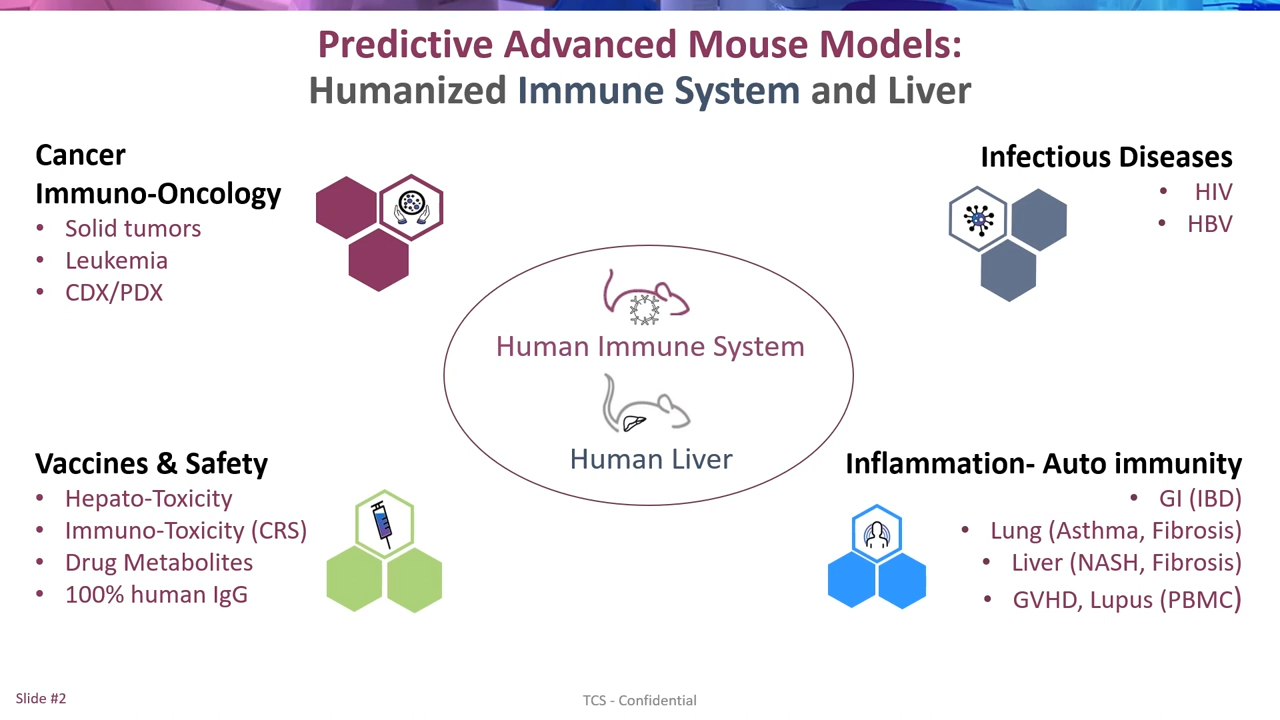 Predictive Advanced Mouse Models:
Humanized Immune System and Liver
Cancer
Immuno-Oncology
• Solid tumors
• Leukemia
• CDX/PDX
Infectious Diseases
• HIV
• HBV
Human Immune System
Human Liver
Vaccines & Safety
• Hepato-Toxicity
• Immuno-Toxicity (CRS)
• Drug Metabolites
• 100% human IgG
Inflammation- Auto immunity
• GI (IBD)
• Lung (Asthma, Fibrosis)
• Liver (NASH, Fibrosis)
• GVHD, Lupus (PBMC)
Slide #2
TCS - Confidential